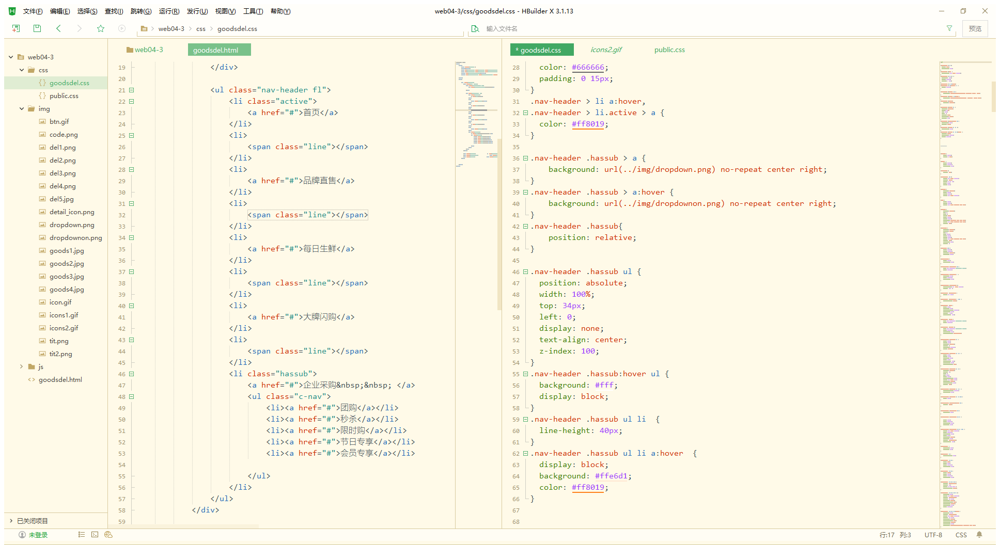 文件(F) 编辑(E) 选择(S) 查找(I) 跳转(G) 运行(R) 发行(U) 视图(V) 工具(T) 帮助(Y)
web04-3/css/goodsdel.css - HBuilder X 3.1.13
web04-3 css goodsdel.css
输入文件名
预览
web04-3
css
goodsdel.css
public.css
img
btn.gif
code.png
del1.png
del2.png
del3.png
del4.png
del5.jpg
detail_icon.png
dropdown.png
dropdownon.png
goods1.jpg
goods2.jpg
goods3.jpg
goods4.jpg
icon.gif
icons1.gif
icons2.gif
tit.png
tit2.png
js
goodsdel.html
已关闭项目
web04-3 goodsdel.html
19 </div>
20
21 <ul class="nav-header fl">
22 <li class="active">
23 <a href="#">首页</a>
24 </li>
25 <li>
26 <span class="line"></span>
27 </li>
28 <li>
29 <a href="#">品牌直售</a>
30 </li>
31 <li>
32 <span class="line"></span>
33 </li>
34 <li>
35 <a href="#">每日生鲜</a>
36 </li>
37 <li>
38 <span class="line"></span>
39 </li>
40 <li>
41 <a href="#">大牌闪购</a>
42 </li>
43 <li>
44 <span class="line"></span>
45 </li>
46 <li class="hassub">
47 <a href="#">企业采购&nbsp;&nbsp; </a>
48 <ul class="c-nav">
49 <li><a href="#">团购</a></li>
50 <li><a href="#">秒杀</a></li>
51 <li><a href="#">限时购</a></li>
52 <li><a href="#">节日专享</a></li>
53 <li><a href="#">会员专享</a></li>
54
55 </ul>
56 </li>
57 </ul>
58 </div>
59
* goodsdel.css icons2.gif public.css
28 color: #666666;
29 padding: 0 15px;
30 }
31 .nav-header > li a:hover,
32 .nav-header > li.active > a {
33 color: #ff8019;
34 }
35
36 .nav-header .hassub > a {
37 background: url(../img/dropdown.png) no-repeat center right;
38 }
39 .nav-header .hassub > a:hover {
40 background: url(../img/dropdownon.png) no-repeat center right;
41 }
42 .nav-header .hassub{
43 position: relative;
44 }
45
46 .nav-header .hassub ul {
47 position: absolute;
48 width: 100%;
49 top: 34px;
50 left: 0;
51 display: none;
52 text-align: center;
53 z-index: 100;
54 }
55 .nav-header .hassub:hover ul {
56 background: #fff;
57 display: block;
58 }
59 .nav-header .hassub ul li  {
60 line-height: 40px;
61 }
62 .nav-header .hassub ul li a:hover  {
63 display: block;
64 background: #ffe6d1;
65 color: #ff8019;
66 }
67
68
未登录
行:17 列:3 UTF-8 CSS